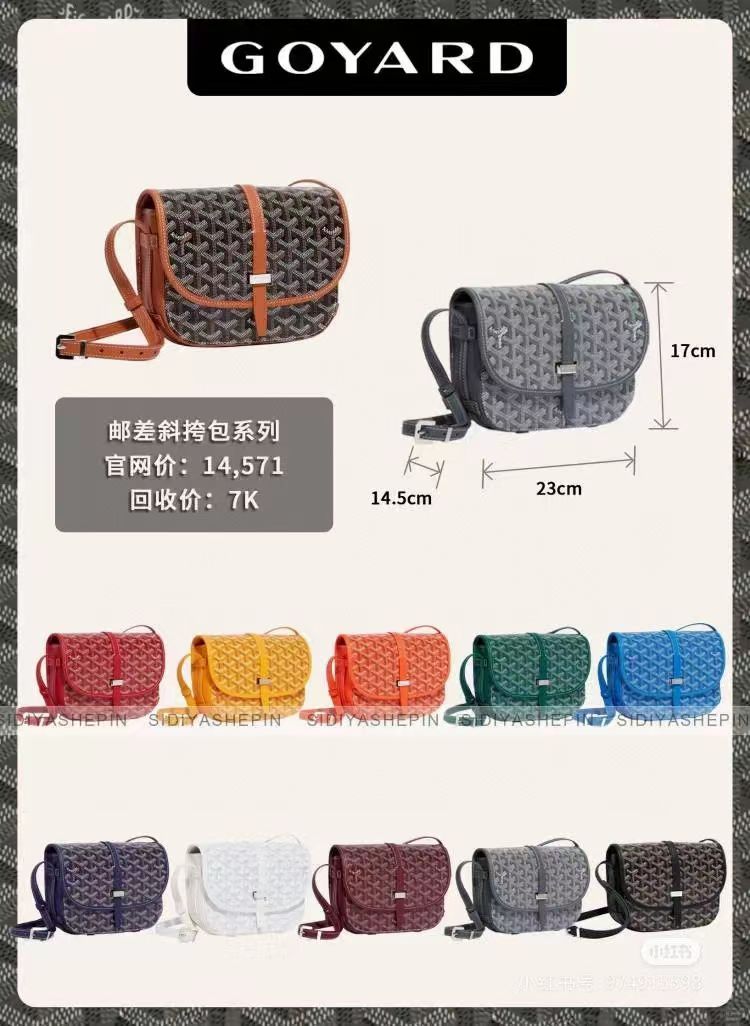 GOYARD
17cm
邮差斜挎包系列
官网价：14,571
回收价：7K
14.5cm
23cm
SIDIYASHEPIN SIDIYASHEPIN SIDIYASHEPIN SIDIYASHEPIN SIDIYASHEPIN
小红书